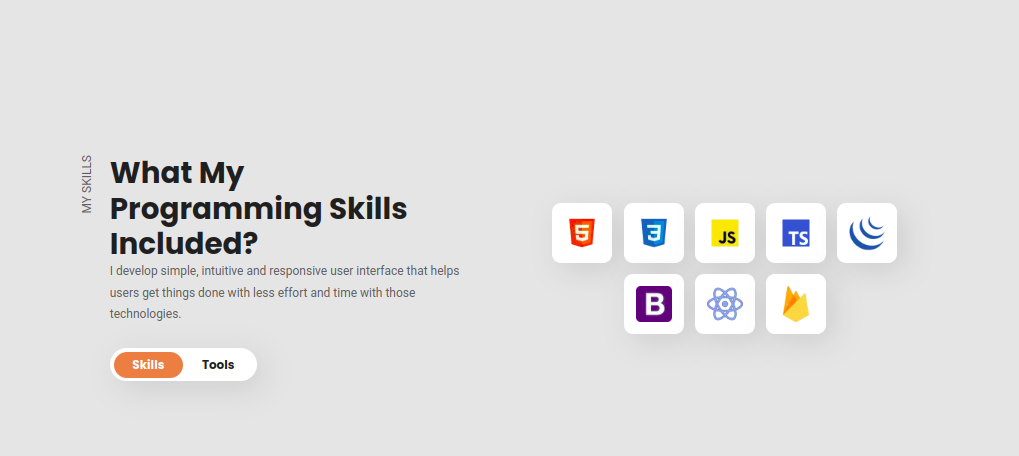 MY SKILLS
What My
Programming Skills
Included?
I develop simple, intuitive and responsive user interface that helps
users get things done with less effort and time with those
technologies.
Skills Tools
5 3 JS TS
B